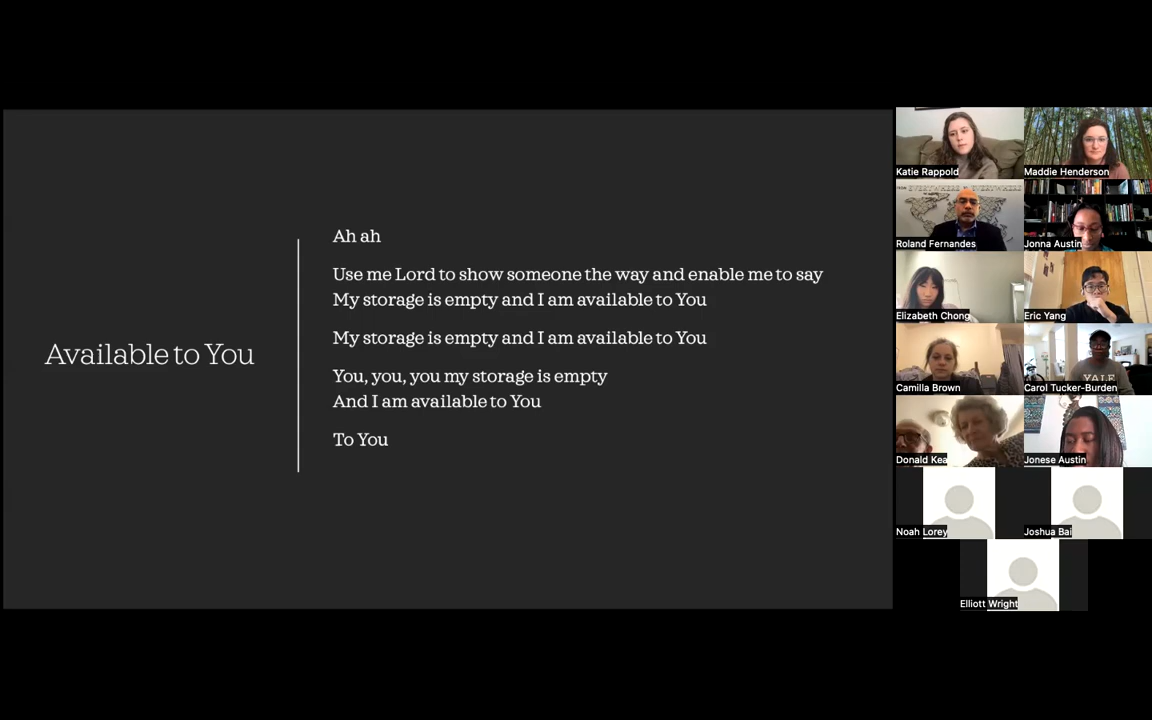 Available to You
Ah ah
Use me Lord to show someone the way and enable me to say
My storage is empty and I am available to You
My storage is empty and I am available to You
You, you, you my storage is empty
And I am available to You
To You
Katie Rappold
Maddie Henderson
EVERYWHERE EVERYWHERE
Roland Fernandes
Jonna Austin
Elizabeth Chong
Eric Yang
Camilla Brown
YALE
Carol Tucker-Burden
Donald Kea
Jonese Austin
Noah Lorey
Joshua Bai
Elliott Wright